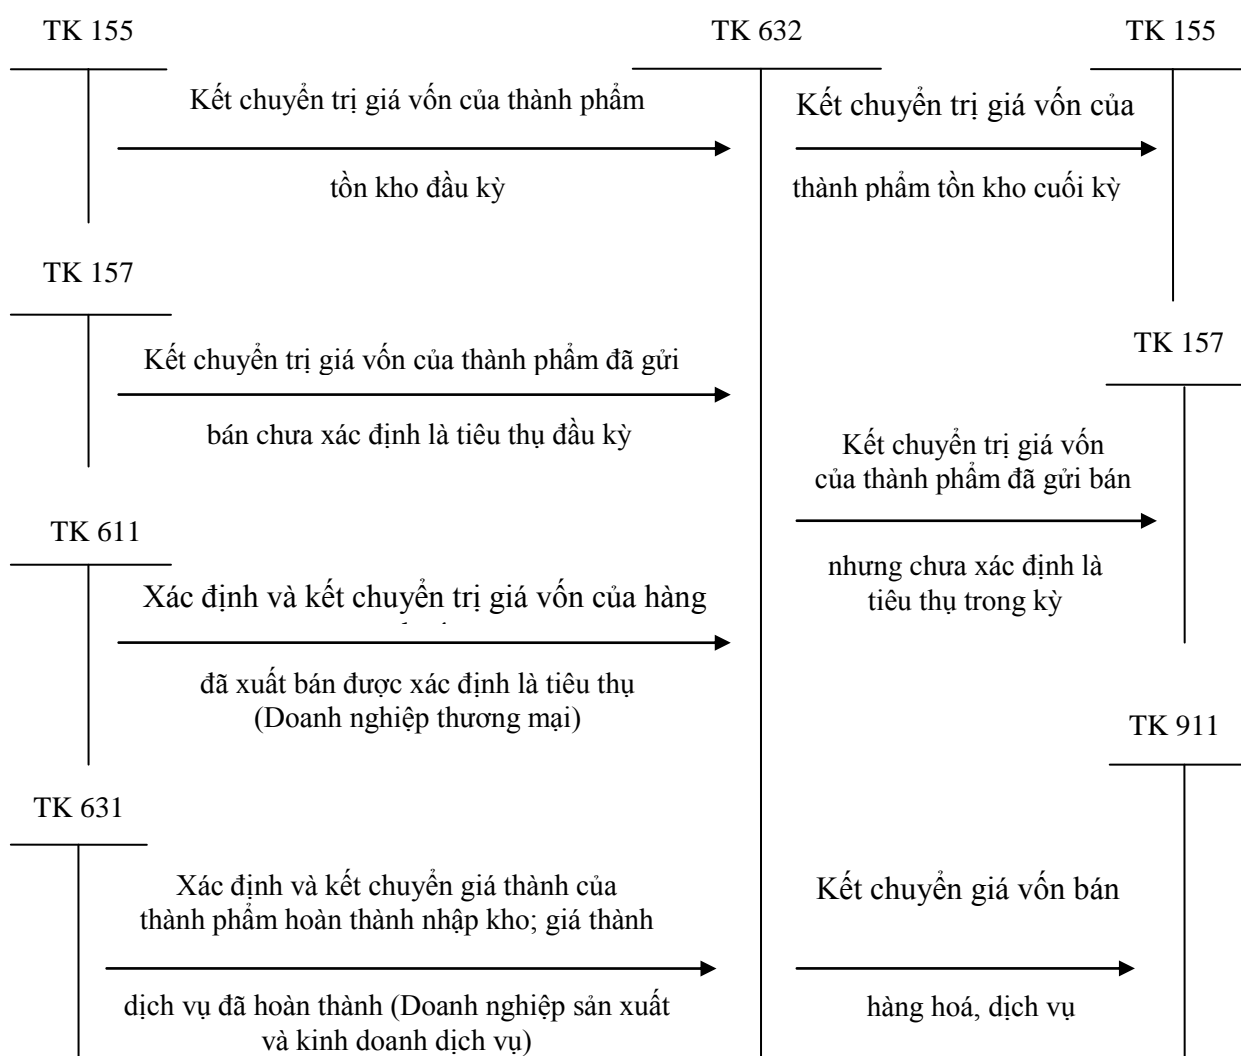 TK 155
TK 632
TK 155
Kết chuyển trị giá vốn của thành phẩm
tồn kho đầu kỳ
Kết chuyển trị giá vốn của
thành phẩm tồn kho cuối kỳ
TK 157
Kết chuyển trị giá vốn của thành phẩm đã gửi
bán chưa xác định là tiêu thụ đầu kỳ
TK 157
Kết chuyển trị giá vốn
của thành phẩm đã gửi bán
nhưng chưa xác định là
tiêu thụ trong kỳ
TK 611
Xác định và kết chuyển trị giá vốn của hàng
đã xuất bán được xác định là tiêu thụ
(Doanh nghiệp thương mại)
TK 911
TK 631
Xác định và kết chuyển giá thành của
thành phẩm hoàn thành nhập kho; giá thành
dịch vụ đã hoàn thành (Doanh nghiệp sản xuất
và kinh doanh dịch vụ)
Kết chuyển giá vốn bán
hàng hoá, dịch vụ